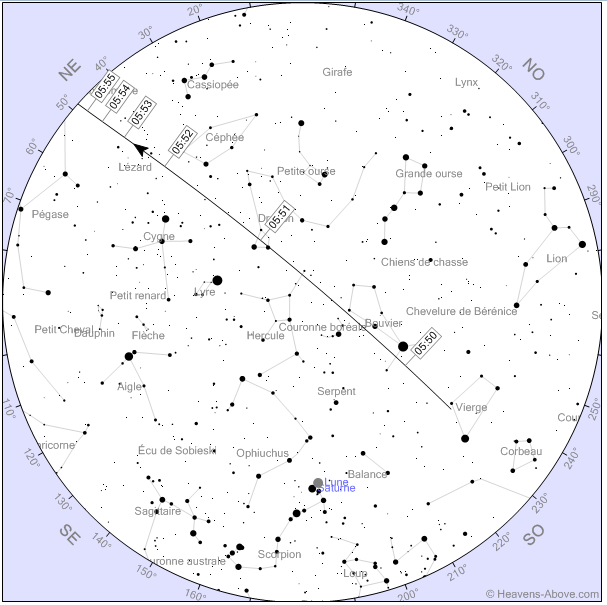 20°
340°
30°
330°
NE
40°
NO
Girafe
320°
Cassiopée
Lynx
05:55
50°
05:54
310°
05:53
60°
Céphée
05:52
300°
Lézard
Petite ourse
Grande ourse
Petit Lion
70°
290°
Pégase
05:51
Cygne
Chiens de chasse
Lion
Lyre
Petit renard
Chevelure de Bérénice
Petit Cheval
Dauphin
Flèche
Hercule
Couronne boréale
Bouvier
05:50
Aigle
Serpent
Vierge
110°
250°
Écu de Sobieski
Ophiuchus
Corbeau
120°
240°
Balance
Lune
Saturne
130°
Sagittaire
230°
SE
SO
140°
Scorpion
220°
150°
Loup
210°
160°
200°
© Heavens-Above.com